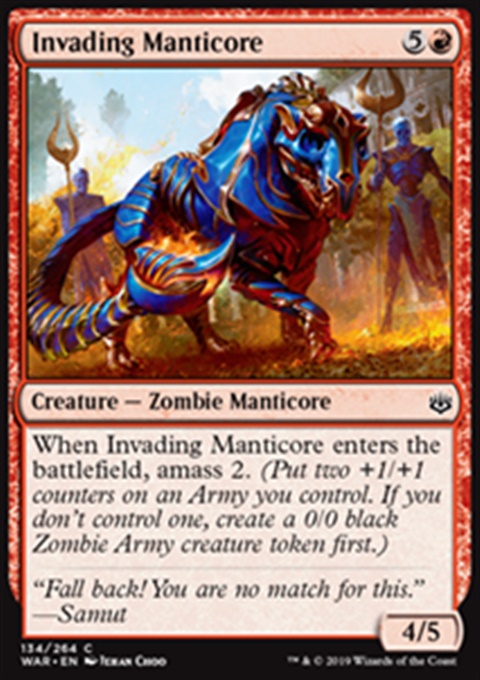 Invading Manticore 5
Creature — Zombie Manticore
When Invading Manticore enters the
battlefield, amass 2. (Put two +1/+1
counters on an Army you control. If you
don't control one, create a 0/0 black
Zombie Army creature token first.)
"Fall back! You are no match for this."
—Samut
4/5
134/264 C
WAR • EN Tehan Choo
™ & © 2019 Wizards of the Coast